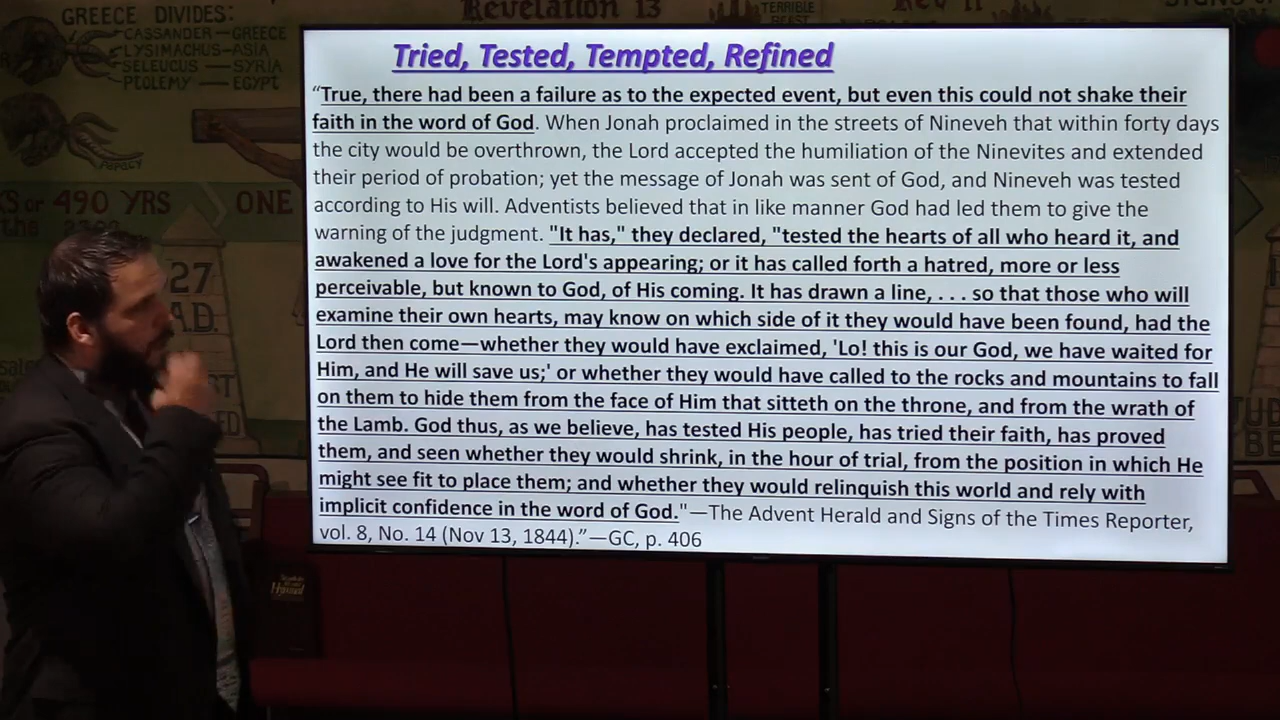 GREECE DIVIDES:
CASSANDER — GREECE
LYSIMACHUS — ASIA
SELEUCUS — SYRIA
PTOLEMY — EGYPT
Revelation 13
TERRIBLE
BEAST
Rev 17
PAPACY
490 YRS
ONE
27
A.D.
Tried, Tested, Tempted, Refined
“True, there had been a failure as to the expected event, but even this could not shake their
faith in the word of God. When Jonah proclaimed in the streets of Nineveh that within forty days
the city would be overthrown, the Lord accepted the humiliation of the Ninevites and extended
their period of probation; yet the message of Jonah was sent of God, and Nineveh was tested
according to His will. Adventists believed that in like manner God had led them to give the
warning of the judgment. "It has," they declared, "tested the hearts of all who heard it, and
awakened a love for the Lord's appearing; or it has called forth a hatred, more or less
perceivable, but known to God, of His coming. It has drawn a line, . . . so that those who will
examine their own hearts, may know on which side of it they would have been found, had the
Lord then come—whether they would have exclaimed, 'Lo! this is our God, we have waited for
Him, and He will save us;' or whether they would have called to the rocks and mountains to fall
on them to hide them from the face of Him that sitteth on the throne, and from the wrath of
the Lamb. God thus, as we believe, has tested His people, has tried their faith, has proved
them, and seen whether they would shrink, in the hour of trial, from the position in which He
might see fit to place them; and whether they would relinquish this world and rely with
implicit confidence in the word of God."—The Advent Herald and Signs of the Times Reporter,
vol. 8, No. 14 (Nov 13, 1844).”—GC, p. 406
Hymnal